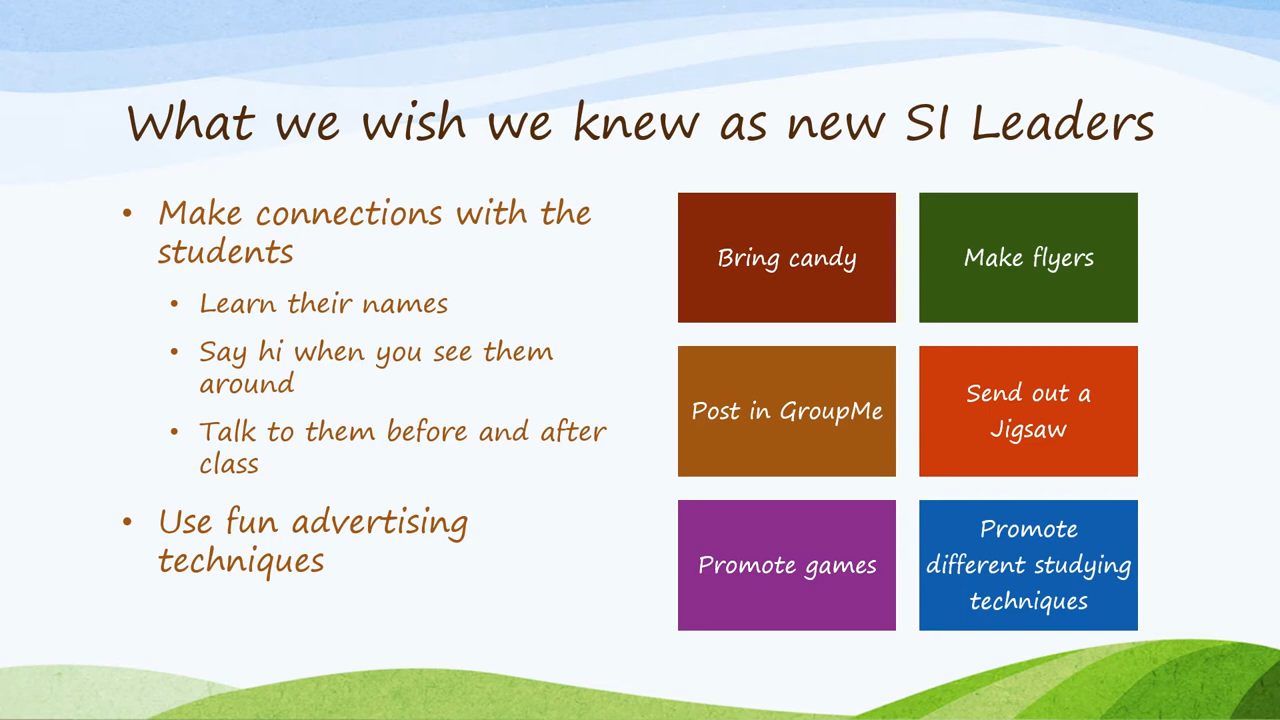 What we wish we knew as new SI Leaders
• Make connections with the
students
• Learn their names
• Say hi when you see them
around
• Talk to them before and after
class
• Use fun advertising
techniques
Bring candy
Make flyers
Post in GroupMe
Send out a
Jigsaw
Promote games
Promote
different studying
techniques